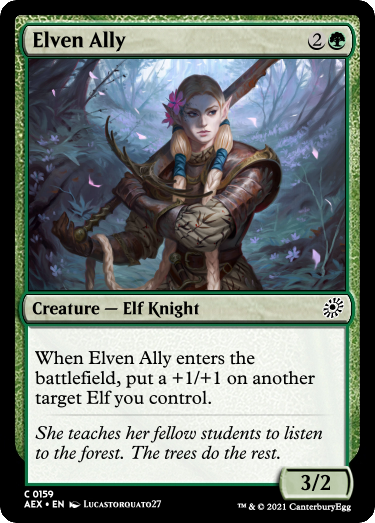 Elven Ally 2
Creature — Elf Knight
When Elven Ally enters the
battlefield, put a +1/+1 on another
target Elf you control.
She teaches her fellow students to listen
to the forest. The trees do the rest.
3/2
C 0159
AEX • EN LUCASTOROUATO27
™ & © 2021 CanterburyEgg